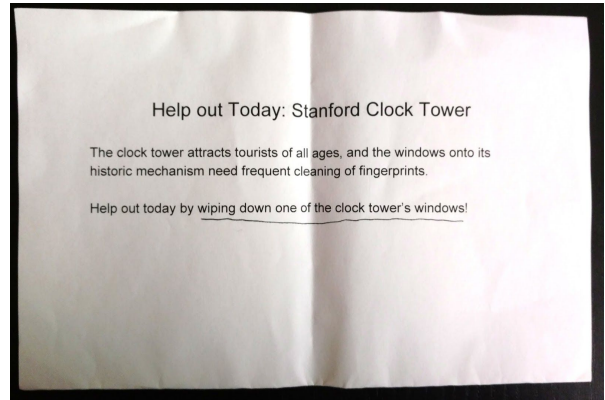 Help out Today: Stanford Clock Tower
The clock tower attracts tourists of all ages, and the windows onto its
historic mechanism need frequent cleaning of fingerprints.
Help out today by wiping down one of the clock tower's windows!